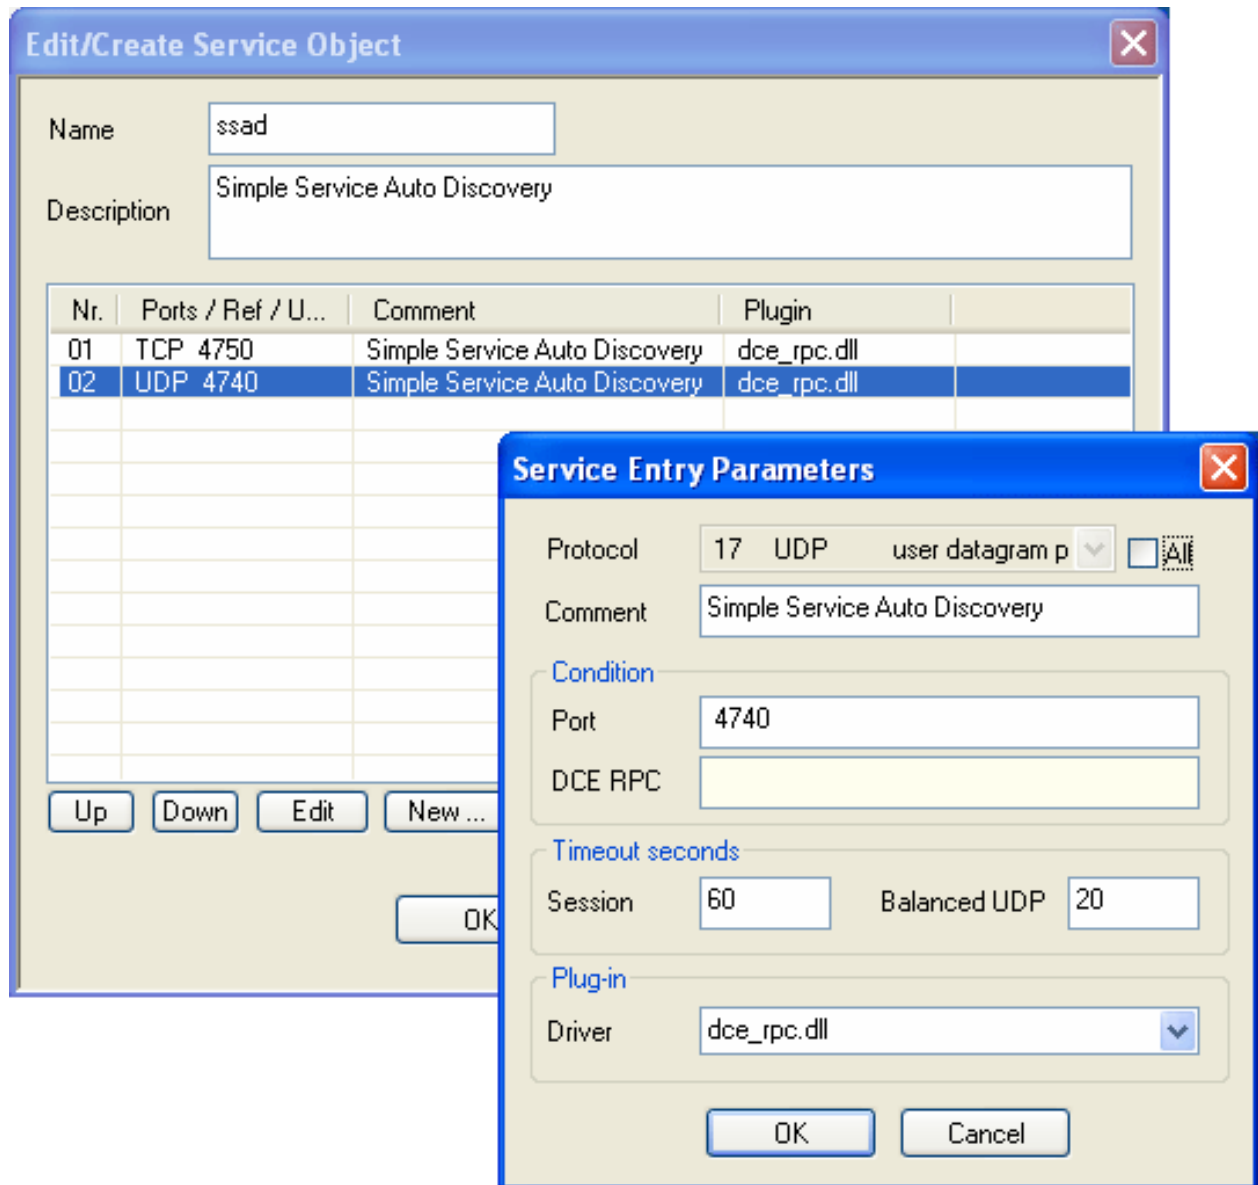 Edit/Create Service Object
Name ssad
Description Simple Service Auto Discovery
Nr. Ports / Ref / U... Comment Plugin
01 TCP 4750 Simple Service Auto Discovery dce_rpc.dll
02 UDP 4740 Simple Service Auto Discovery dce_rpc.dll
Up Down Edit New ...
OK
Service Entry Parameters
Protocol 17 UDP user datagram p All
Comment Simple Service Auto Discovery
Condition
Port 4740
DCE RPC
Timeout seconds
Session 60 Balanced UDP 20
Plug-in
Driver dce_rpc.dll
OK Cancel